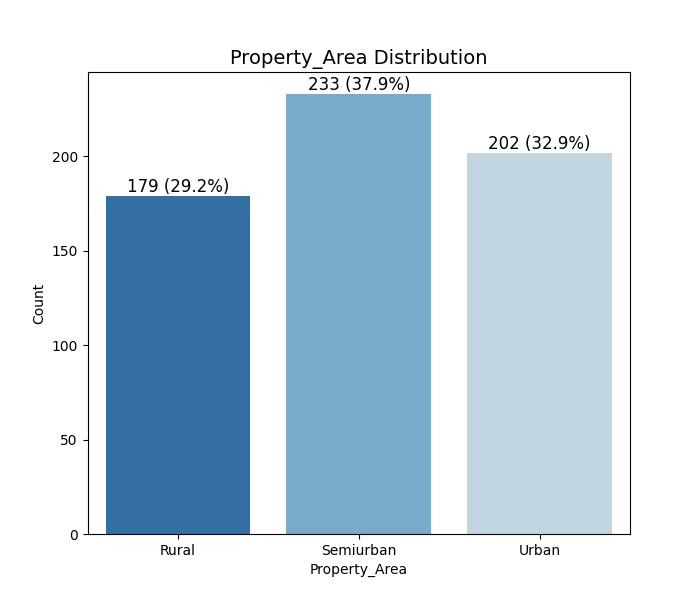 Property_Area Distribution
233 (37.9%)
202 (32.9%)
179 (29.2%)
200
150
100
50
0
Count
Rural
Semiurban
Urban
Property_Area